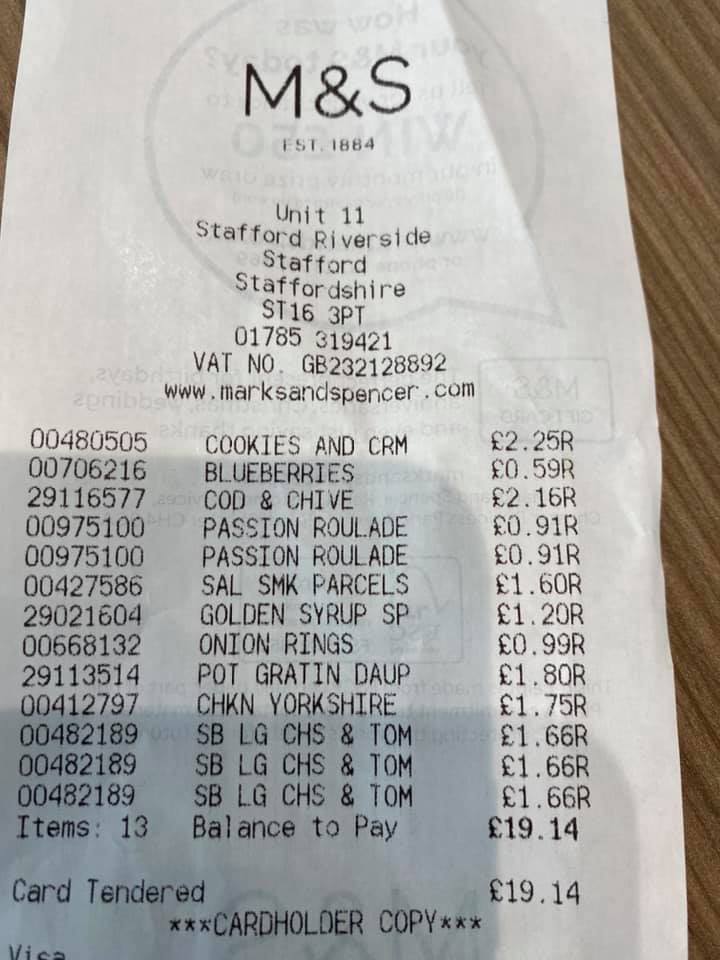 M&S
EST. 1884
Unit 11
Stafford Riverside
Stafford
Staffordshire
ST16 3PT
01785 319421
VAT NO. GB232128892
www.marksandspencer.com
00480505 COOKIES AND CRM £2.25R
00706216 BLUEBERRIES £0.59R
29116577 COD & CHIVE £2.16R
00975100 PASSION ROULADE £0.91R
00975100 PASSION ROULADE £0.91R
00427586 SAL SMK PARCELS £1.60R
29021604 GOLDEN SYRUP SP £1.20R
00668132 ONION RINGS £0.99R
29113514 POT GRATIN DAUP £1.80R
00412797 CHKN YORKSHIRE £1.75R
00482189 SB LG CHS & TOM £1.66R
00482189 SB LG CHS & TOM £1.66R
00482189 SB LG CHS & TOM £1.66R
Items: 13 Balance to Pay £19.14
Card Tendered £19.14
***CARDHOLDER COPY***
Visa